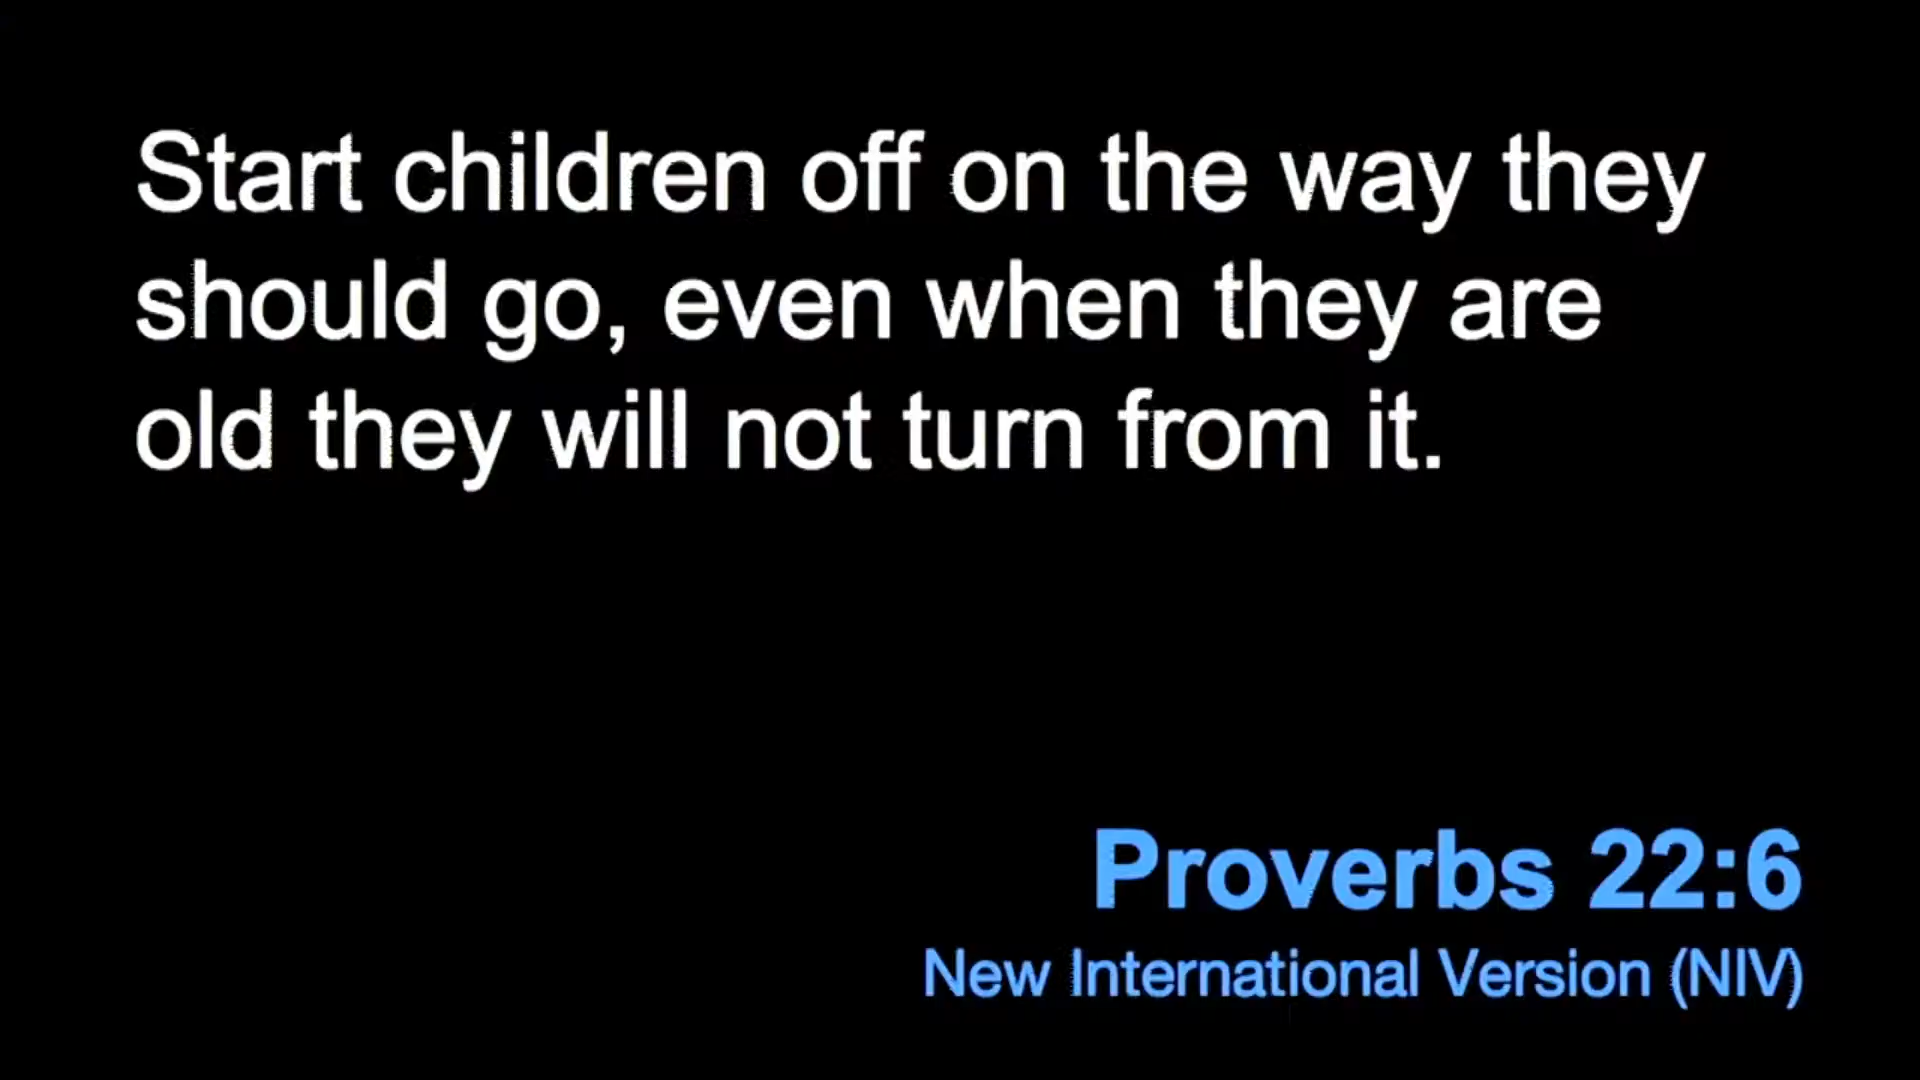 Start children off on the way they
should go, even when they are
old they will not turn from it.
Proverbs 22:6
New International Version (NIV)